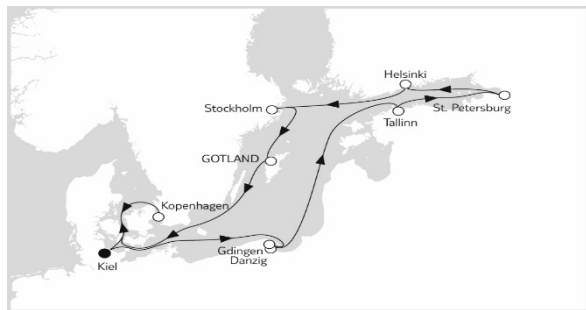 Helsinki
Stockholm
St. Petersburg
Tallinn
GOTLAND
Kopenhagen
Gdingen
Danzig
Kiel